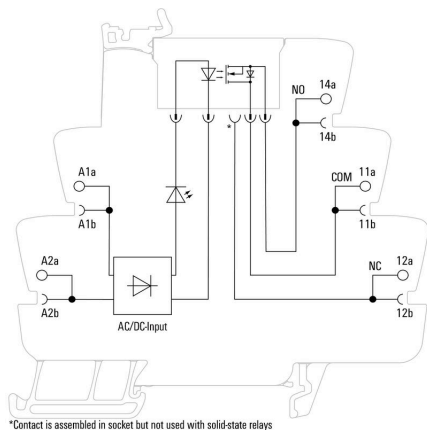 NO
14a
*
14b
A1a
COM
11a
A1b
11b
A2a
NC
12a
A2b
12b
AC/DC-Input
*Contact is assembled in socket but not used with solid-state relays